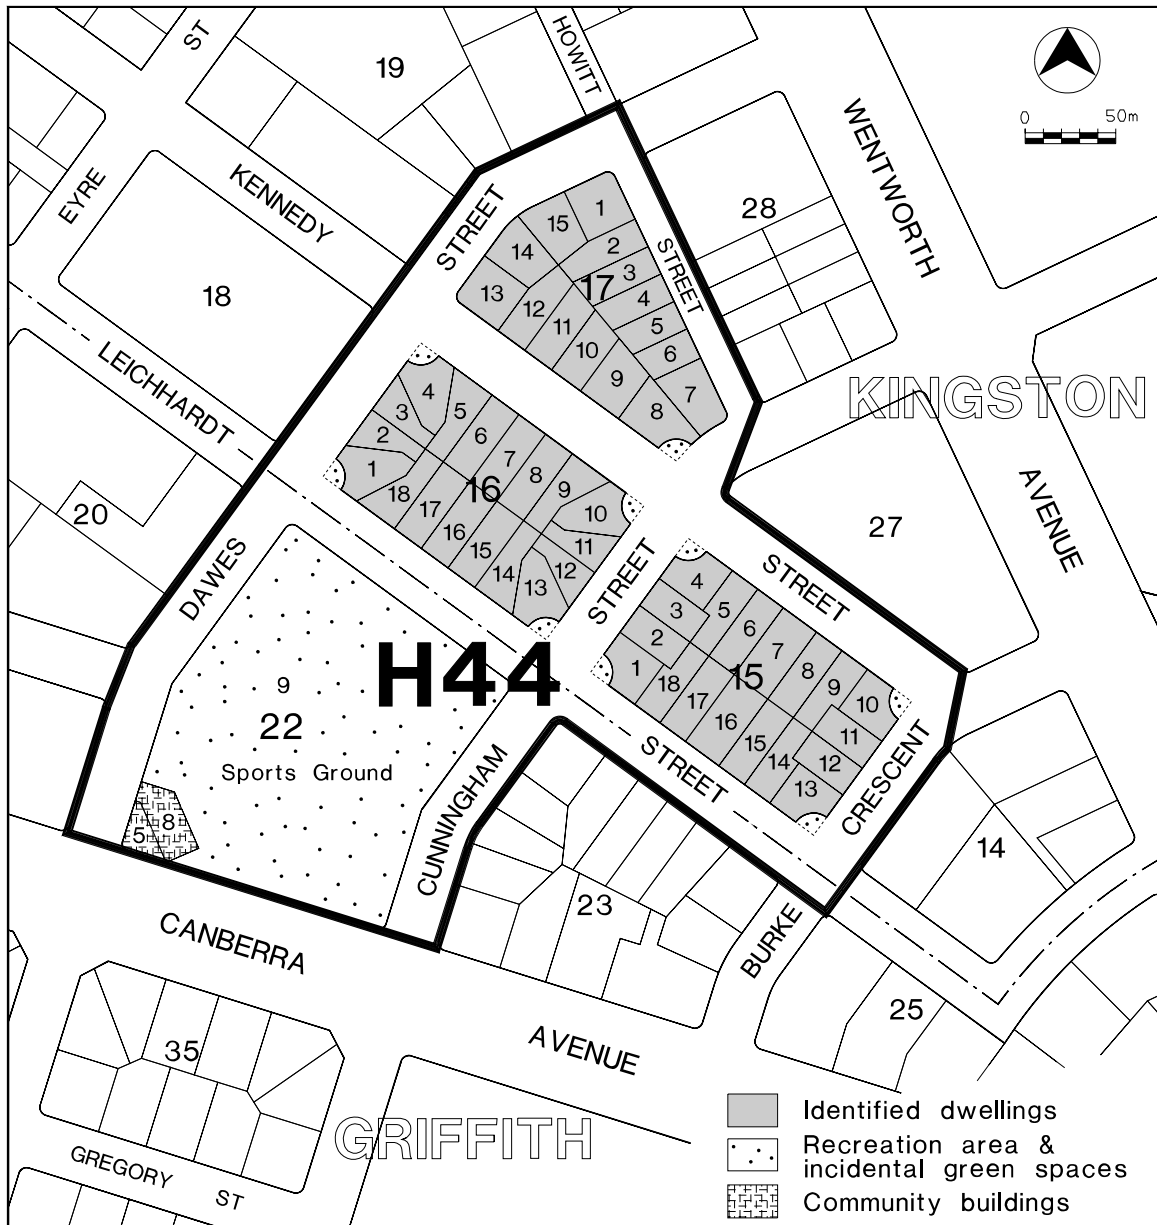 ST
19
HOWITT
0 50m
EYRE
KENNEDY
STREET
28
WENTWORTH
18
15 1
14 2
STREET
13 17 3
12 4
11 5
10 6
9 7
8
LEICHHARDT
KINGSTON
4
3 5
2 6
1 7
16 8
18 9
17 10
16 11
15 12
14 13
20
27
AVENUE
DAWES
STREET
STREET
4
3 5
2 6
1 7
18 15 8
17 9
16 10
15 11
14 12
13
H44
9
22
Sports Ground
5 8
CUNNINGHAM
STREET
CRESCENT
14
23
BURKE
CANBERRA
AVENUE
25
35
GRIFFITH
GREGORY ST
Identified dwellings
Recreation area &
incidental green spaces
Community buildings